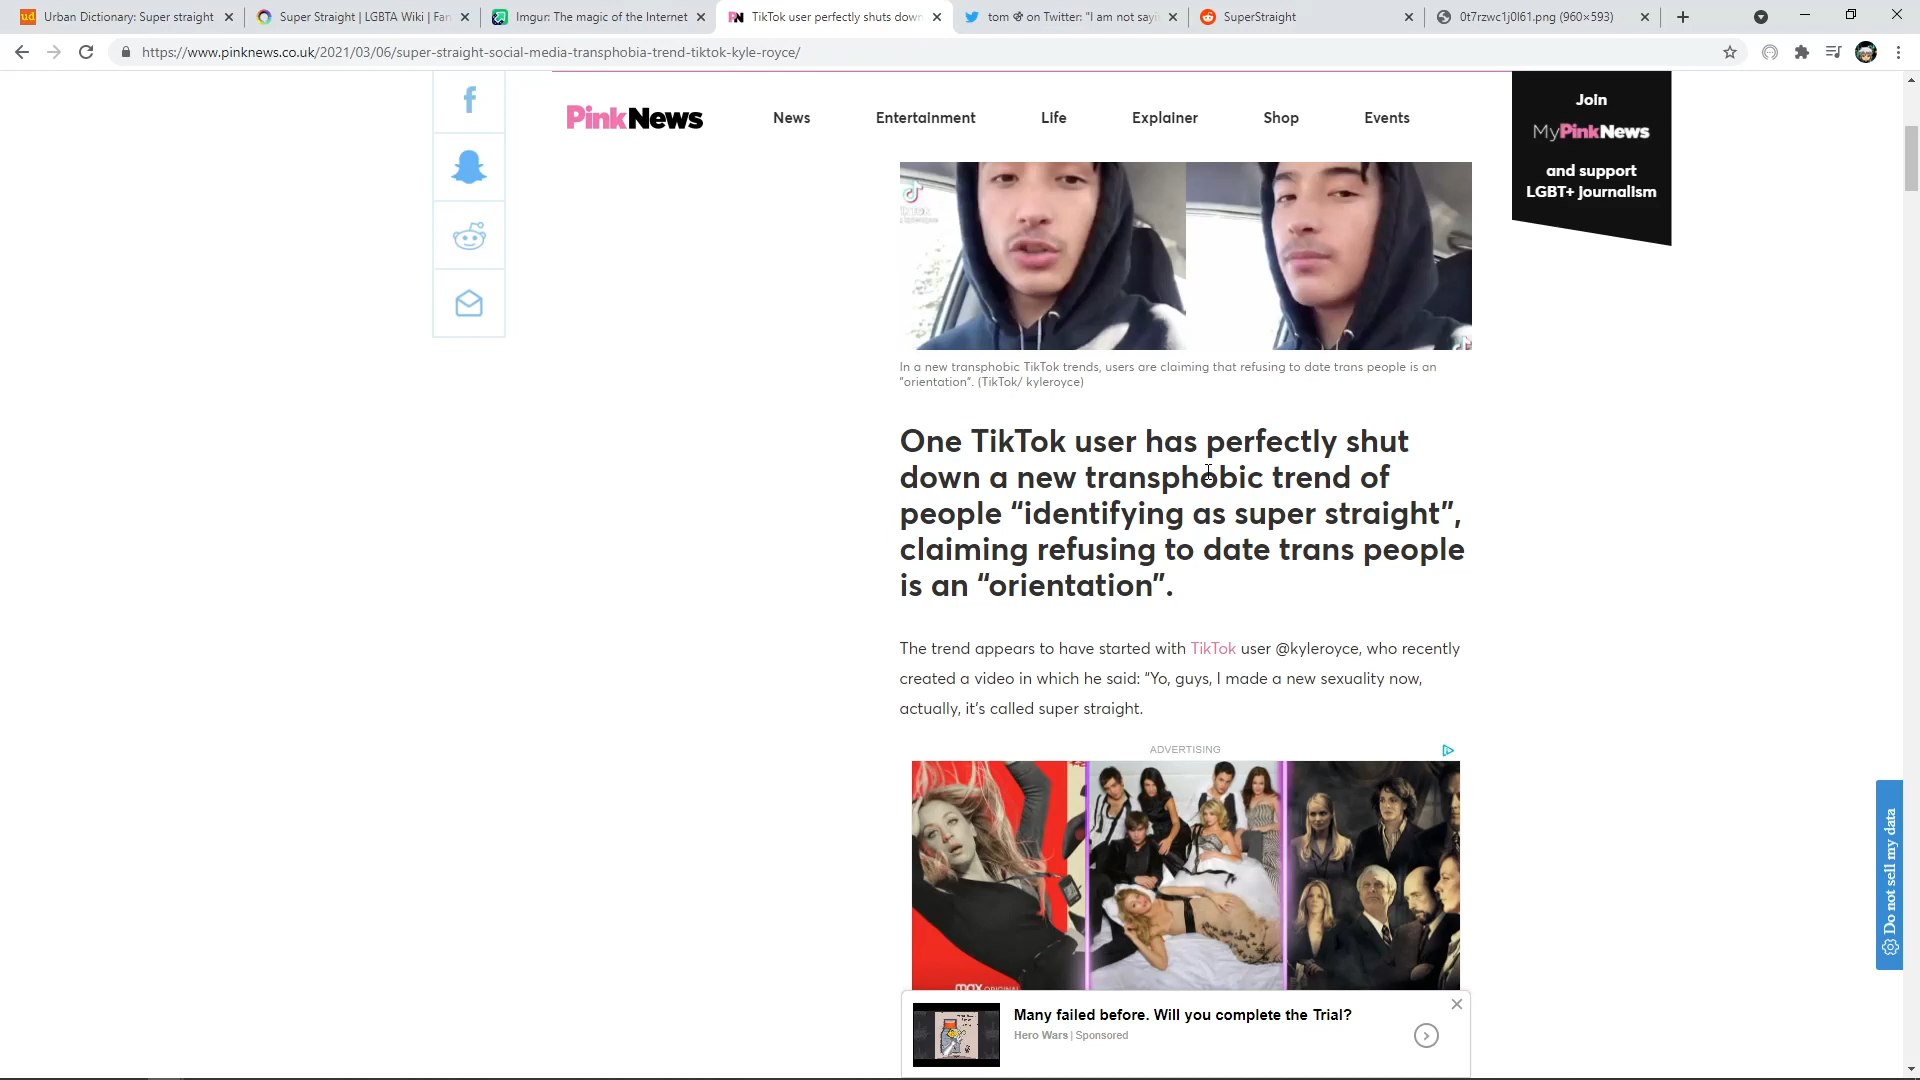 Urban Dictionary: Super straight
Super Straight | LGBTA Wiki | Fan
Imgur: The magic of the Internet
TikTok user perfectly shuts down
tom on Twitter: "I am not sayi
SuperStraight
0t7rzwc1j0l61.png (960×593)
https://www.pinknews.co.uk/2021/03/06/super-straight-social-media-transphobia-trend-tiktok-kyle-royce/
PinkNews
News
Entertainment
Life
Explainer
Shop
Events
Join
MyPinkNews
and support
LGBT+ journalism
In a new transphobic TikTok trends, users are claiming that refusing to date trans people is an
"orientation". (TikTok/ kyleroyce)
One TikTok user has perfectly shut
down a new transphobic trend of
people “identifying as super straight”,
claiming refusing to date trans people
is an “orientation”.
The trend appears to have started with TikTok user @kyleroyce, who recently
created a video in which he said: “Yo, guys, I made a new sexuality now,
actually, it’s called super straight.
ADVERTISING
max ORIGINAL
Many failed before. Will you complete the Trial?
Hero Wars | Sponsored
Do not sell my data